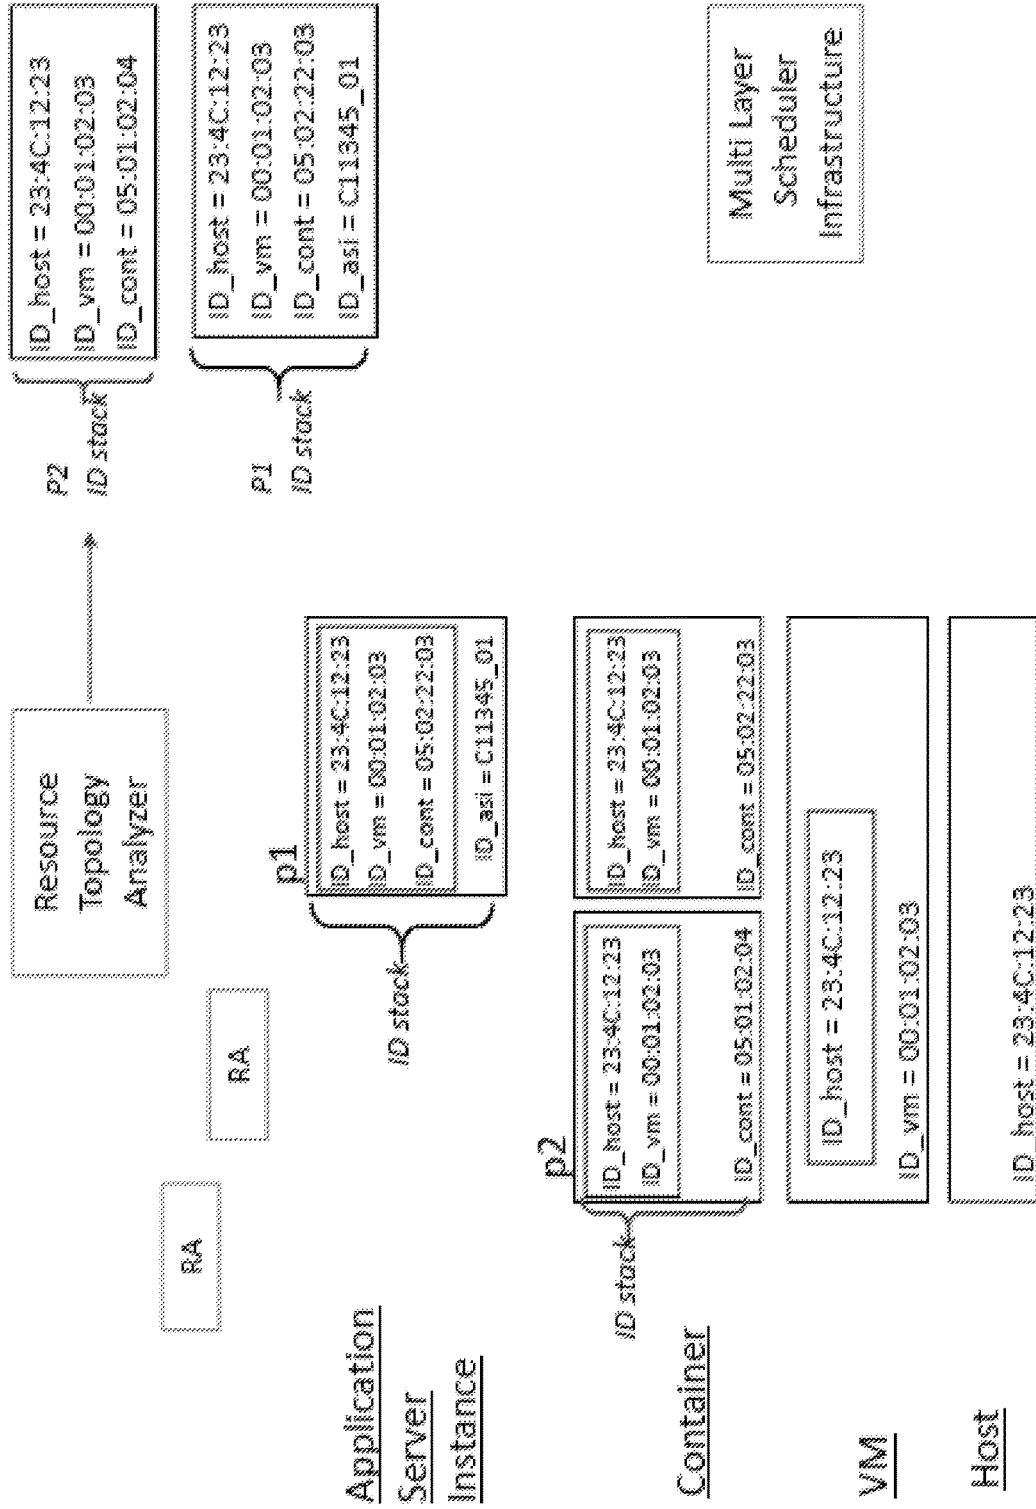 Resource
Topology
Analyzer
P2
ID stack
ID_host = 23:4C:12:23
ID_vm = 00:01:02:03
ID_cont = 05:01:02:04
RA
RA
P1
ID stack
ID_host = 23:4C:12:23
ID_vm = 00:01:02:03
ID_cont = 05:02:22:03
ID_asi = C11345_01
Application
Server
Instance
ID stack
p1
ID_host = 23:4C:12:23
ID_vm = 00:01:02:03
ID_cont = 05:02:22:03
ID_asi = C11345_01
Container
ID stack
p2
ID_host = 23:4C:12:23
ID_vm = 00:01:02:03
ID_cont = 05:01:02:04
ID_host = 23:4C:12:23
ID_vm = 00:01:02:03
ID_cont = 05:02:22:03
Multi Layer
Scheduler
Infrastructure
VM
ID_host = 23:4C:12:23
ID_vm = 00:01:02:03
Host
ID_host = 23:4C:12:23